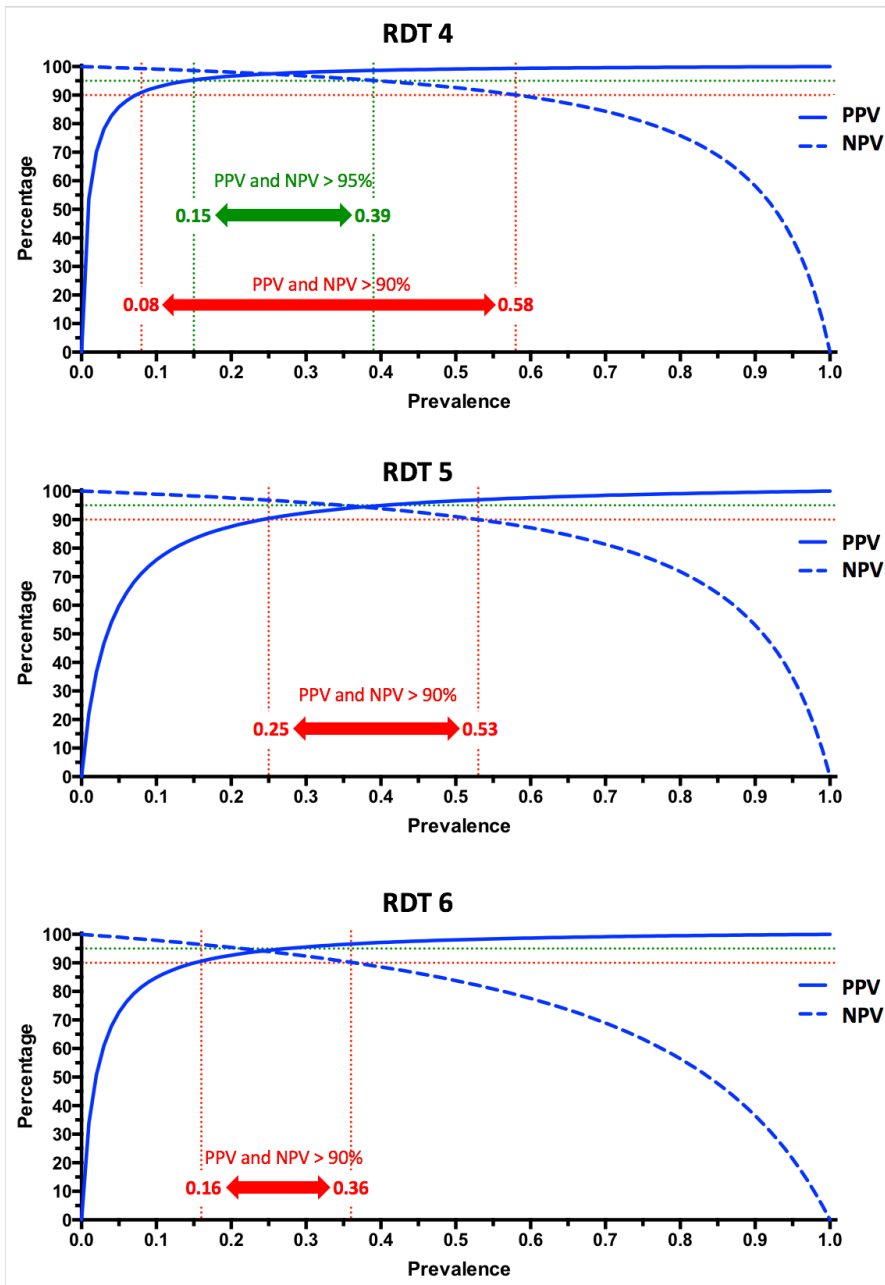 RDT 4
Percentage
100
90
80
70
60
50
40
30
20
10
0
PPV
NPV
PPV and NPV > 95%
0.15 0.39
PPV and NPV > 90%
0.08 0.58
0.0 0.1 0.2 0.3 0.4 0.5 0.6 0.7 0.8 0.9 1.0
Prevalence
RDT 5
Percentage
100
90
80
70
60
50
40
30
20
10
0
PPV
NPV
PPV and NPV > 90%
0.25 0.53
0.0 0.1 0.2 0.3 0.4 0.5 0.6 0.7 0.8 0.9 1.0
Prevalence
RDT 6
Percentage
100
90
80
70
60
50
40
30
20
10
0
PPV
NPV
PPV and NPV > 90%
0.16 0.36
0.0 0.1 0.2 0.3 0.4 0.5 0.6 0.7 0.8 0.9 1.0
Prevalence